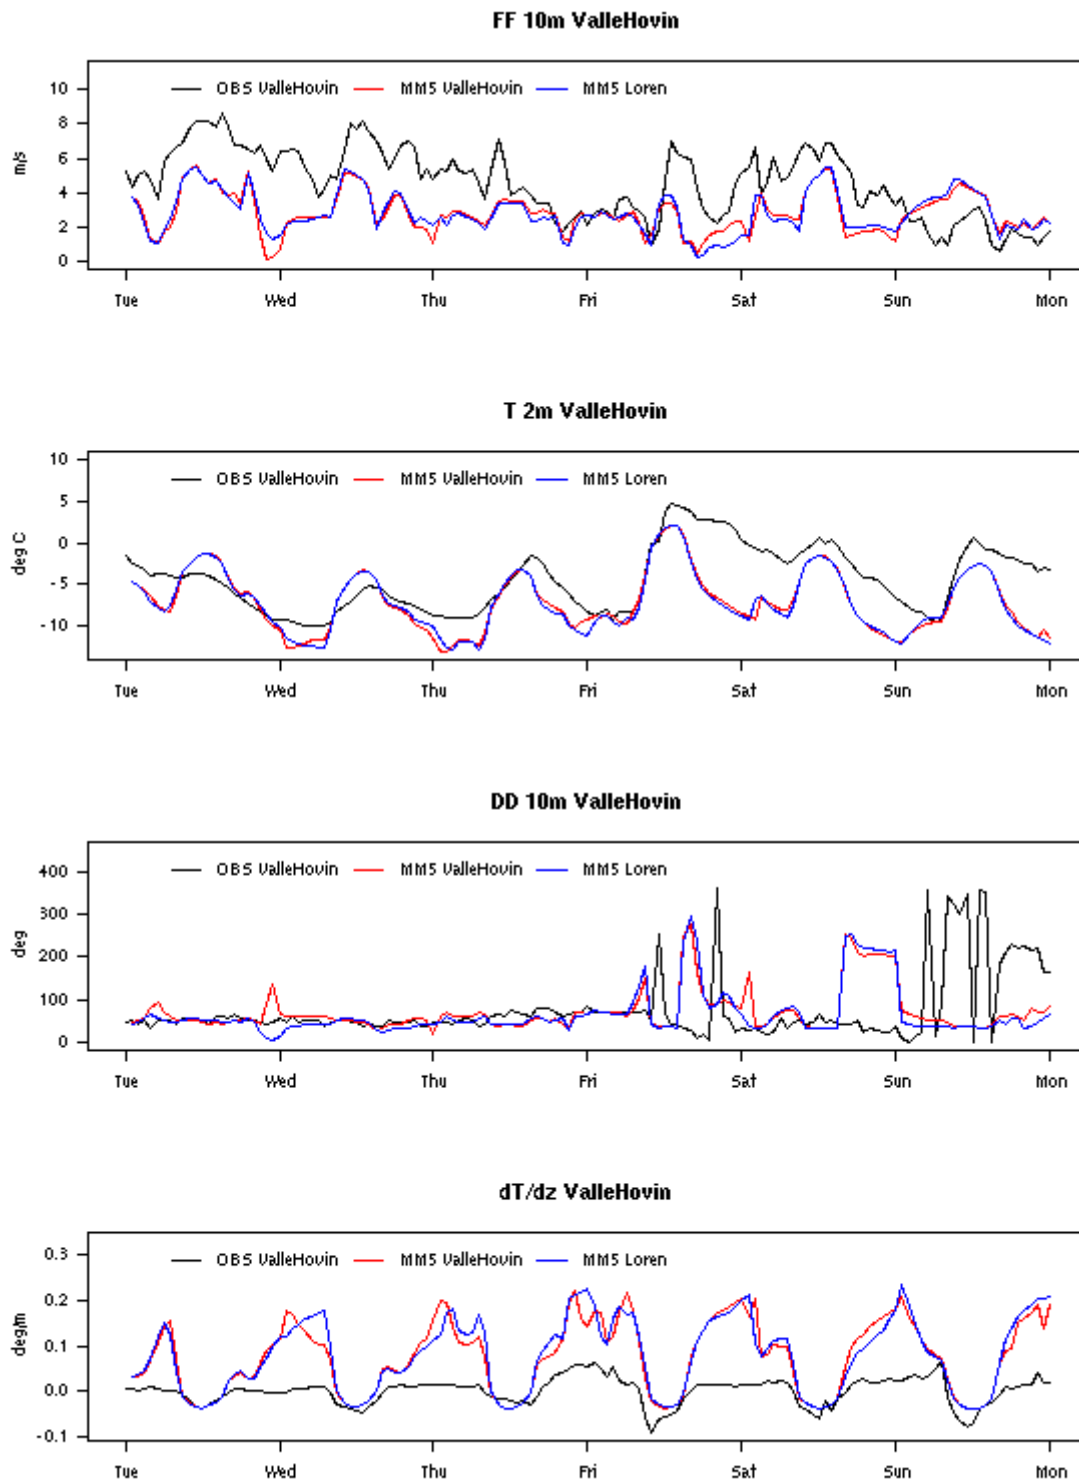 FF 10m ValleHovin
OBS ValleHovin MM5 ValleHovin MM5 Loren
10
8
6
4
2
0
m/s
Tue Wed Thu Fri Sat Sun Mon
T 2m ValleHovin
OBS ValleHovin MM5 ValleHovin MM5 Loren
10
5
0
-5
-10
deg C
Tue Wed Thu Fri Sat Sun Mon
DD 10m ValleHovin
OBS ValleHovin MM5 ValleHovin MM5 Loren
400
300
200
100
0
deg
Tue Wed Thu Fri Sat Sun Mon
dT/dz ValleHovin
OBS ValleHovin MM5 ValleHovin MM5 Loren
0.3
0.2
0.1
0.0
-0.1
deg/m
Tue Wed Thu Fri Sat Sun Mon